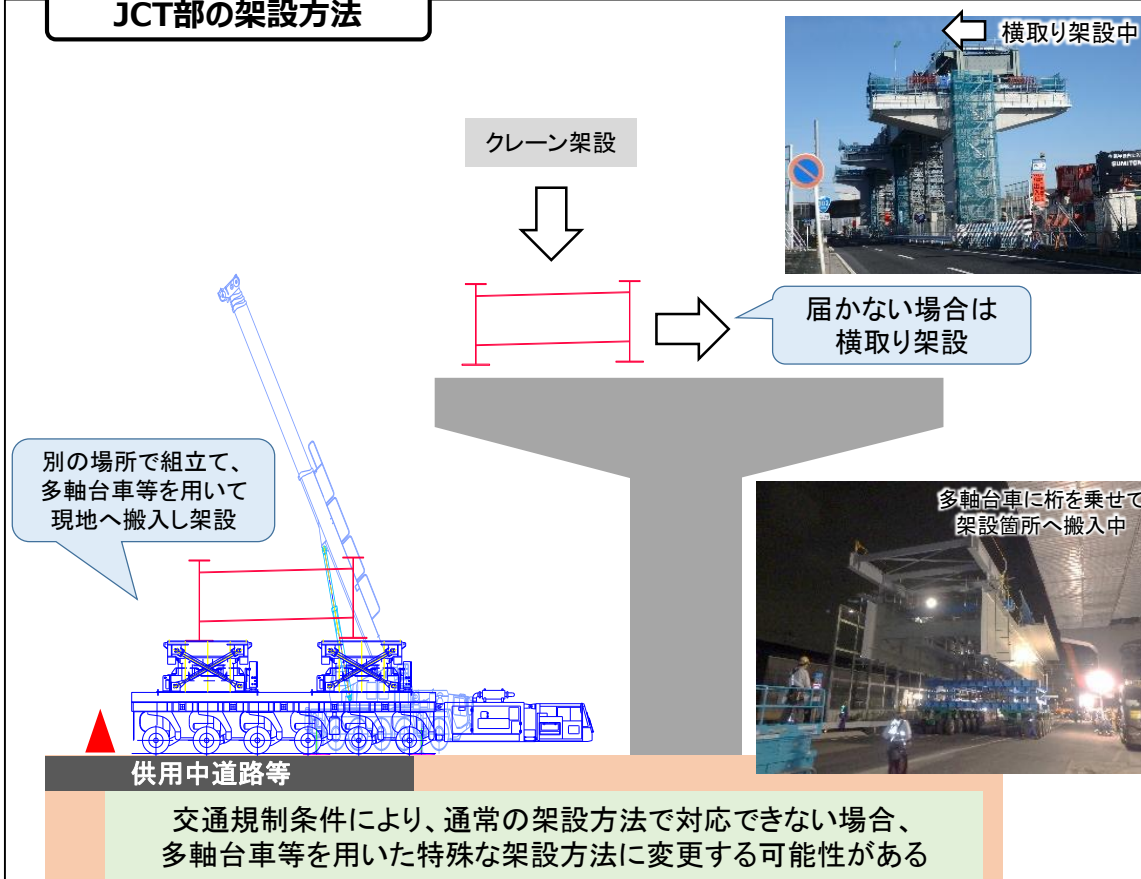 JCT部の架設方法
横取り架設中
クレーン架設
届かない場合は
横取り架設
別の場所で組立て、
多軸台車等を用いて
現地へ搬入し架設
多軸台車に桁を乗せて
架設箇所へ搬入中
供用中道路等
交通規制条件により、通常の架設方法で対応できない場合、
多軸台車等を用いた特殊な架設方法に変更する可能性がある